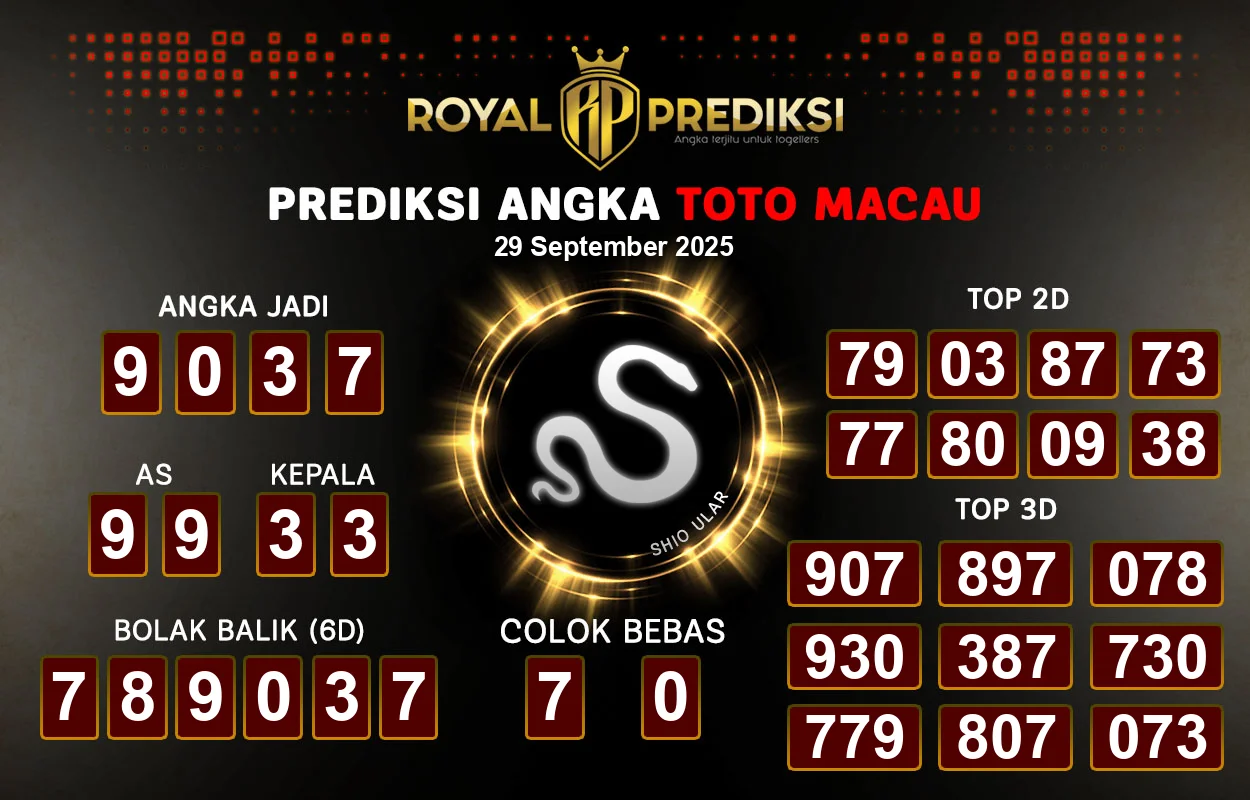 ROYAL RP PREDIKSI
Angka terjitu untuk togellers
PREDIKSI ANGKA TOTO MACAU
29 September 2025
ANGKA JADI
9 0 3 7
AS
9 9
KEPALA
3 3
BOLAK BALIK (6D)
7 8 9 0 3 7
SHIO ULAR
COLOK BEBAS
7 0
TOP 2D
79 03 87 73
77 80 09 38
TOP 3D
907 897 078
930 387 730
779 807 073